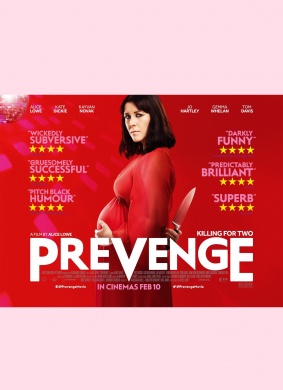 ALICE LOWE
KATE DICKIE
KAYVAN NOVAK
JO HARTLEY
GEMMA WHELAN
TOM DAVIS
"WICKEDLY
SUBVERSIVE"
"GRUESOMELY
SUCCESSFUL"
"PITCH BLACK
HUMOUR"
"DARKLY
FUNNY"
"PREDICTABLY
BRILLIANT"
"SUPERB"
A FILM BY ALICE LOWE
KILLING FOR TWO
PREVENGE
IN CINEMAS FEB 10